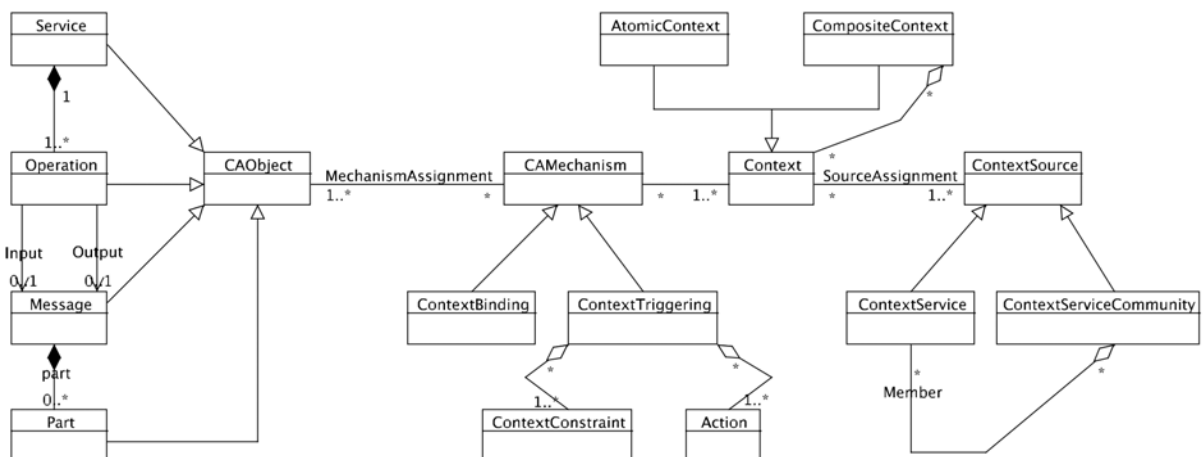 Service
AtomicContext
CompositeContext
1
*
1..*
Operation
CAObject
MechanismAssignment
1..*
*
CAMechanism
*
1..*
Context
*
SourceAssignment
*
1..*
ContextSource
Input
Output
0..1
0..1
Message
ContextBinding
ContextTriggering
ContextService
ContextServiceCommunity
part
*
*
*
*
Member
0..*
1..*
1..*
Part
ContextConstraint
Action